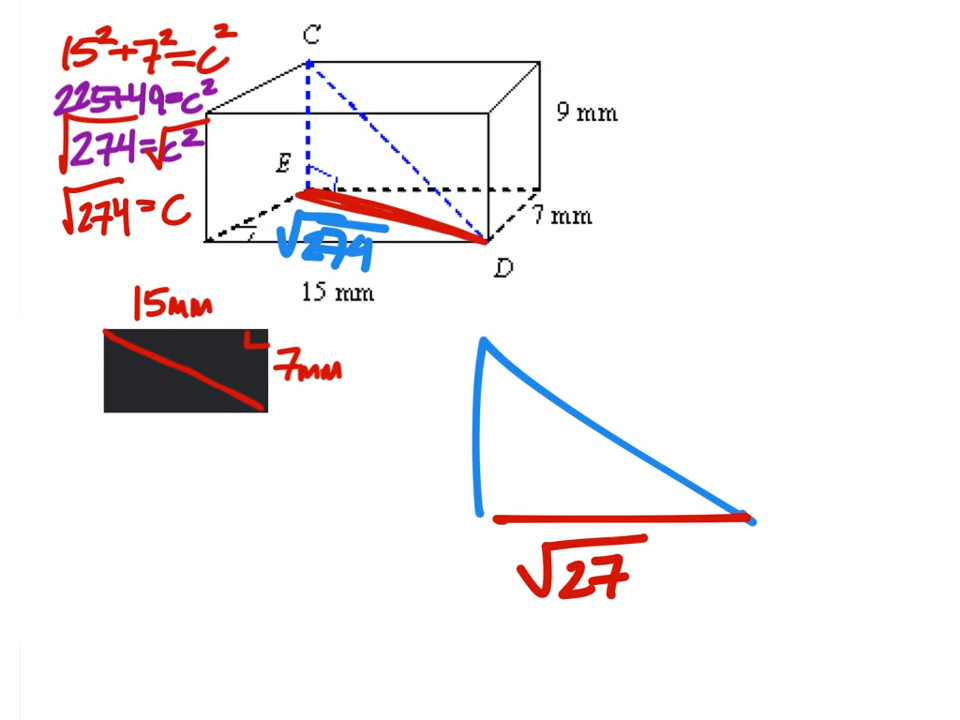 15²+7²=c²
225+49=c²
√274=√c²
√274=c
C
E
D
9 mm
7 mm
15 mm
√274
15mm
7mm
√27